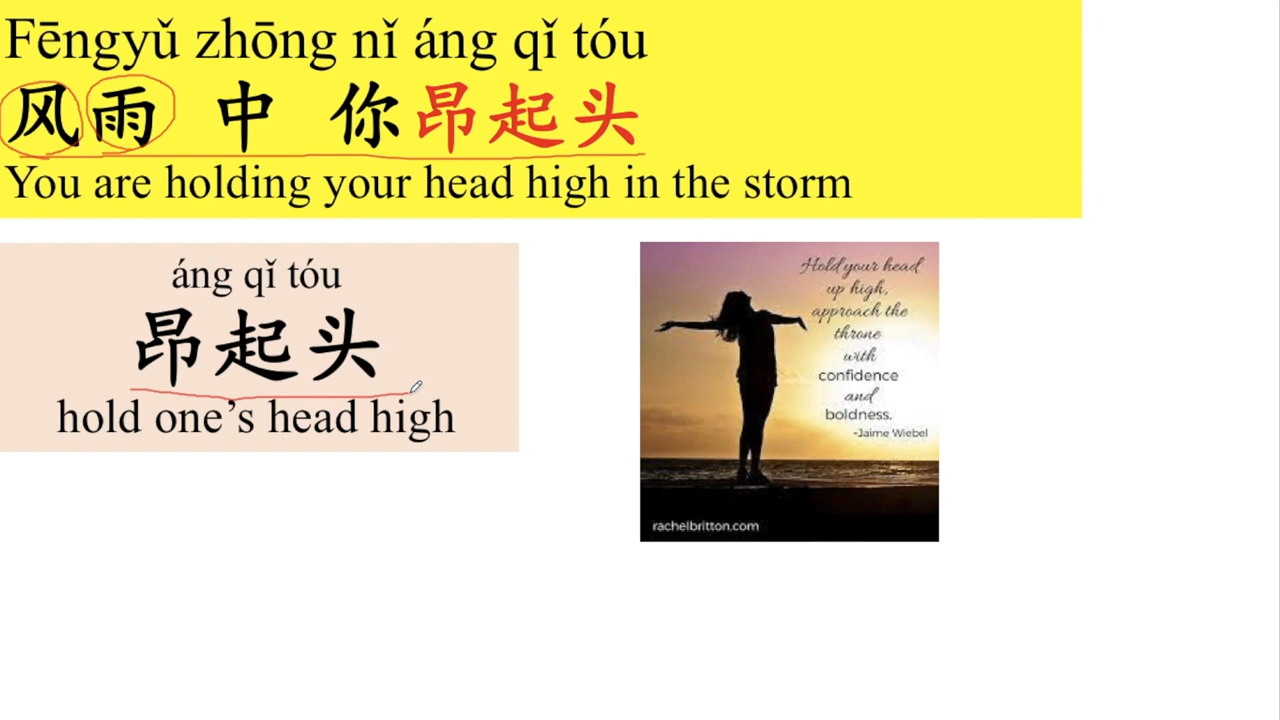 Fēngyǔ zhōng nǐ áng qǐ tóu
风雨 中 你昂起头
You are holding your head high in the storm
áng qǐ tóu
昂起头
hold one’s head high
Hold your head
up high,
approach the
throne
with
confidence
and
boldness.
-Jaime Wiebel
rachelbritton.com